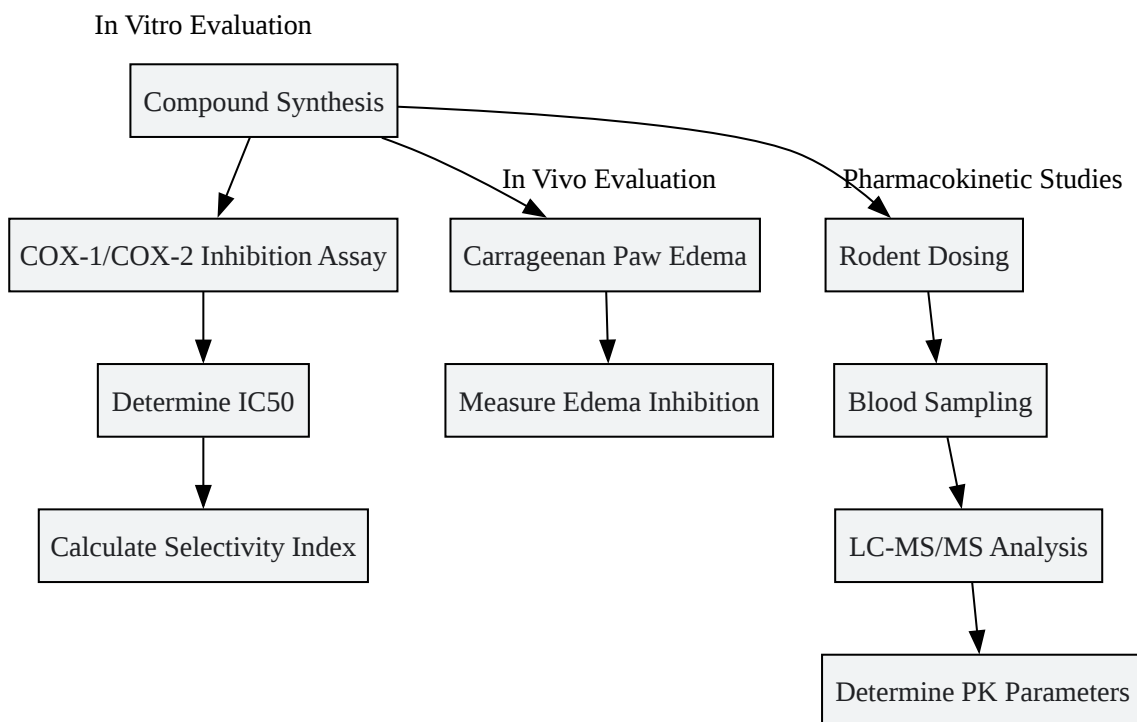 In Vitro Evaluation
Compound Synthesis
In Vivo Evaluation
Pharmacokinetic Studies
COX-1/COX-2 Inhibition Assay
Carrageenan Paw Edema
Rodent Dosing
Determine IC50
Measure Edema Inhibition
Blood Sampling
Calculate Selectivity Index
LC-MS/MS Analysis
Determine PK Parameters